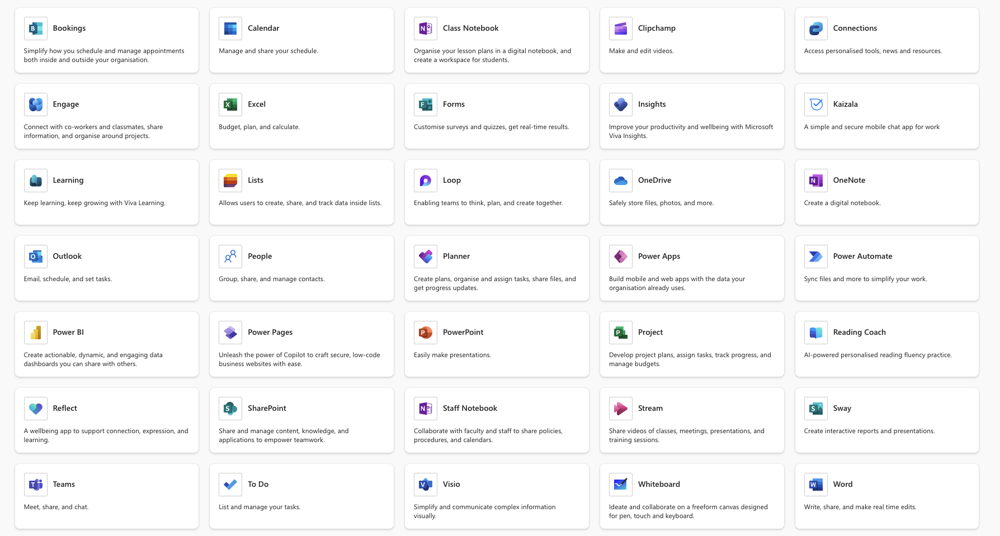 Bookings
Simplify how you schedule and manage appointments
both inside and outside your organisation.
Calendar
Manage and share your schedule.
Class Notebook
Organise your lesson plans in a digital notebook, and
create a workspace for students.
Clipchamp
Make and edit videos.
Connections
Access personalised tools, news and resources.
Engage
Connect with co-workers and classmates, share
information, and organise around projects.
Excel
Budget, plan, and calculate.
Forms
Customise surveys and quizzes, get real-time results.
Insights
Improve your productivity and wellbeing with Microsoft
Viva Insights.
Kaizala
A simple and secure mobile chat app for work
Learning
Keep learning, keep growing with Viva Learning.
Lists
Allows users to create, share, and track data inside lists.
Loop
Enabling teams to think, plan, and create together.
OneDrive
Safely store files, photos, and more.
OneNote
Create a digital notebook.
Outlook
Email, schedule, and set tasks.
People
Group, share, and manage contacts.
Planner
Create plans, organise and assign tasks, share files, and
get progress updates.
Power Apps
Build mobile and web apps with the data your
organisation already uses.
Power Automate
Sync files and more to simplify your work.
Power BI
Create actionable, dynamic, and engaging data
dashboards you can share with others.
Power Pages
Unleash the power of Copilot to craft secure, low-code
business websites with ease.
PowerPoint
Easily make presentations.
Project
Develop project plans, assign tasks, track progress, and
manage budgets.
Reading Coach
AI-powered personalised reading fluency practice.
Reflect
A wellbeing app to support connection, expression, and
learning.
SharePoint
Share and manage content, knowledge, and
applications to empower teamwork.
Staff Notebook
Collaborate with faculty and staff to share policies,
procedures, and calendars.
Stream
Share videos of classes, meetings, presentations, and
training sessions.
Sway
Create interactive reports and presentations.
Teams
Meet, share, and chat.
To Do
List and manage your tasks.
Visio
Simplify and communicate complex information
visually.
Whiteboard
Ideate and collaborate on a freeform canvas designed
for pen, touch and keyboard.
Word
Write, share, and make real time edits.